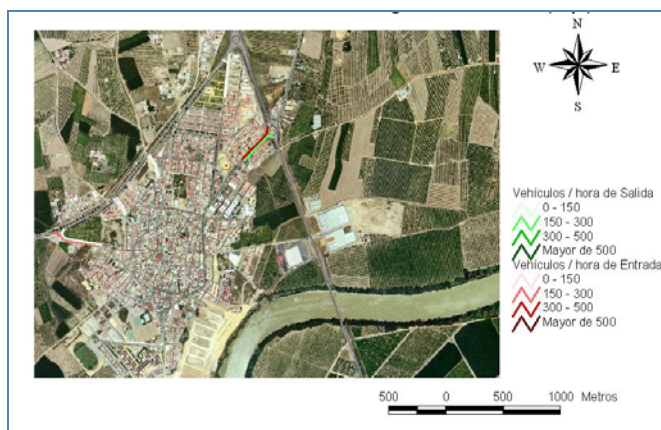 N
W E
S
Vehículos / hora de Salida
0 - 150
150 - 300
300 - 500
Mayor de 500
Vehículos / hora de Entrada
0 - 150
150 - 300
300 - 500
Mayor de 500
500 0 500 1000 Metros